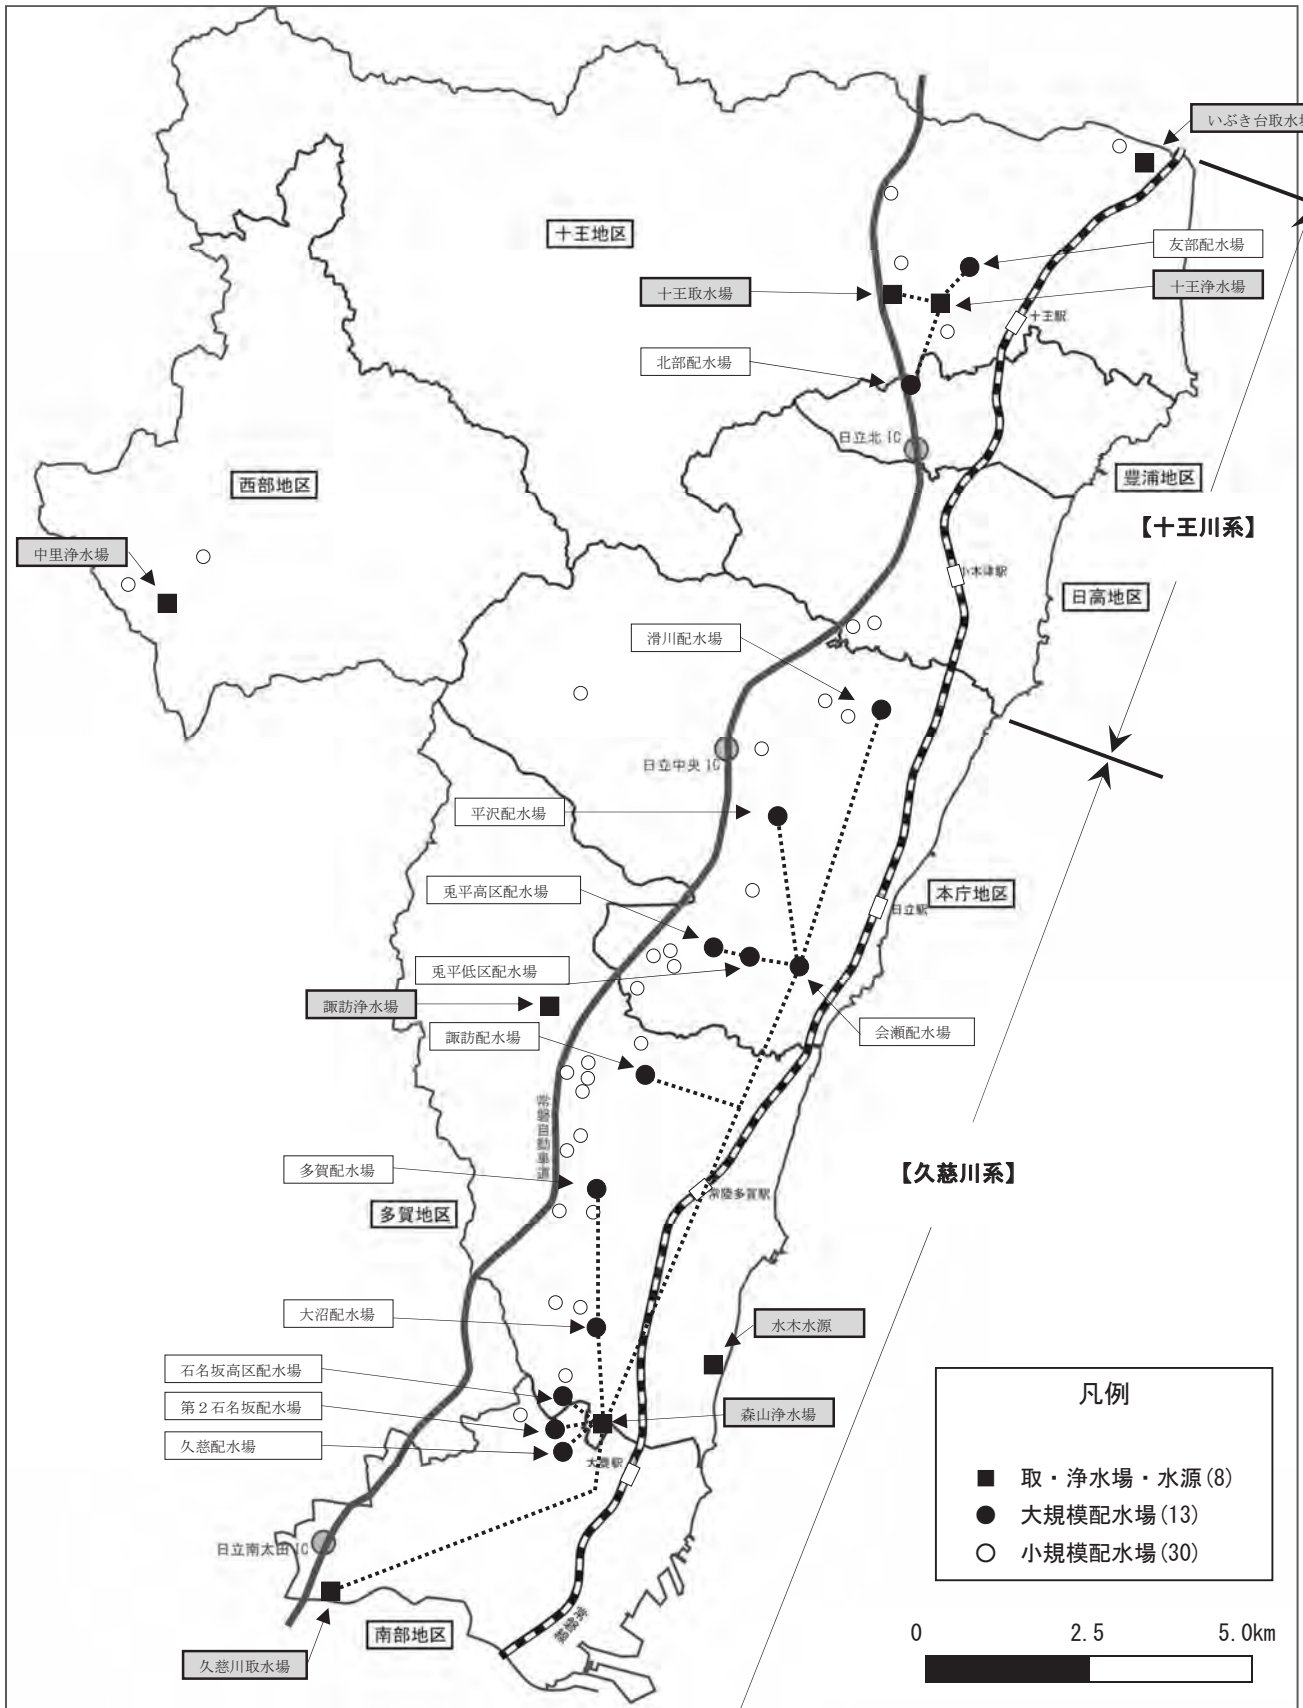 いぶき台取水場
十王地区
友部配水場
十王取水場
十王浄水場
十王駅
北部配水場
日立北IC
西部地区
豊浦地区
【十王川系】
中里浄水場
小木津駅
日高地区
滑川配水場
日立中央IC
平沢配水場
兎平高区配水場
本庁地区
日立駅
兎平低区配水場
諏訪浄水場
諏訪配水場
会瀬配水場
常磐自動車道
多賀配水場
【久慈川系】
常陸多賀駅
多賀地区
大沼配水場
水木水源
石名坂高区配水場
第2石名坂配水場
森山浄水場
久慈配水場
大甕駅
日立南太田IC
常磐線
南部地区
久慈川取水場
凡例
取・浄水場・水源(8)
大規模配水場(13)
小規模配水場(30)
0 2.5 5.0km